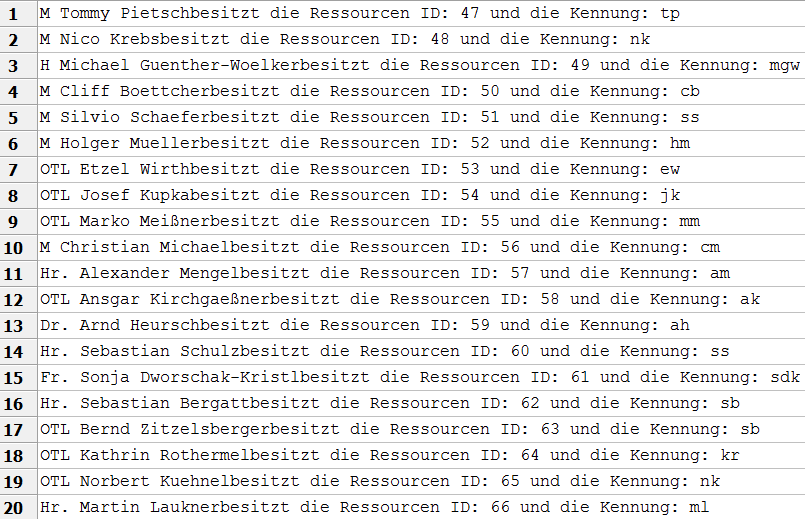 1 M Tommy Pietschbesitzt die Ressourcen ID: 47 und die Kennung: tp
2 M Nico Krebsbesitzt die Ressourcen ID: 48 und die Kennung: nk
3 H Michael Guenther-Woelkerbesitzt die Ressourcen ID: 49 und die Kennung: mgw
4 M Cliff Boettcherbesitzt die Ressourcen ID: 50 und die Kennung: cb
5 M Silvio Schaeferbesitzt die Ressourcen ID: 51 und die Kennung: ss
6 M Holger Muellerbesitzt die Ressourcen ID: 52 und die Kennung: hm
7 OTL Etzel Wirthbesitzt die Ressourcen ID: 53 und die Kennung: ew
8 OTL Josef Kupkabesitzt die Ressourcen ID: 54 und die Kennung: jk
9 OTL Marko Meißnerbesitzt die Ressourcen ID: 55 und die Kennung: mm
10 M Christian Michaelbesitzt die Ressourcen ID: 56 und die Kennung: cm
11 Hr. Alexander Mengelbesitzt die Ressourcen ID: 57 und die Kennung: am
12 OTL Ansgar Kirchgaeßnerbesitzt die Ressourcen ID: 58 und die Kennung: ak
13 Dr. Arnd Heurschbesitzt die Ressourcen ID: 59 und die Kennung: ah
14 Hr. Sebastian Schulzbesitzt die Ressourcen ID: 60 und die Kennung: ss
15 Fr. Sonja Dworschak-Kristlbesitzt die Ressourcen ID: 61 und die Kennung: sdk
16 Hr. Sebastian Bergattbesitzt die Ressourcen ID: 62 und die Kennung: sb
17 OTL Bernd Zitzelsbergerbesitzt die Ressourcen ID: 63 und die Kennung: sb
18 OTL Kathrin Rothermelbesitzt die Ressourcen ID: 64 und die Kennung: kr
19 OTL Norbert Kuehnelbesitzt die Ressourcen ID: 65 und die Kennung: nk
20 Hr. Martin Lauknerbesitzt die Ressourcen ID: 66 und die Kennung: ml